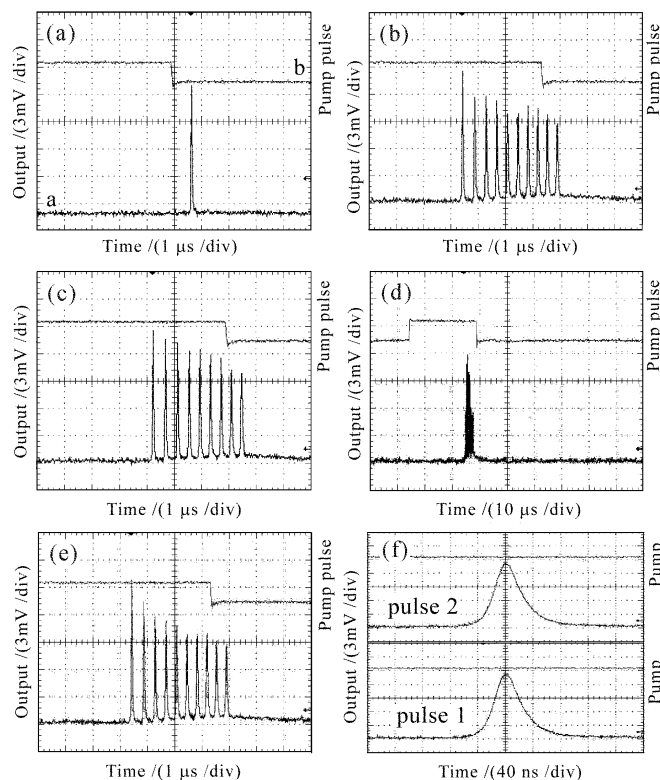 (a)
b
a
Output /(3mV /div)
Pump pulse
Time /(1 μs /div)
(b)
Output /(3mV /div)
Pump pulse
Time /(1 μs /div)
(c)
Output /(3mV /div)
Pump pulse
Time /(1 μs /div)
(d)
Output /(3mV /div)
Pump pulse
Time /(10 μs /div)
(e)
Output /(3mV /div)
Pump pulse
Time /(1 μs /div)
(f)
pulse 2
pulse 1
Output /(3mV /div)
Pump
Pump
Time /(40 ns /div)